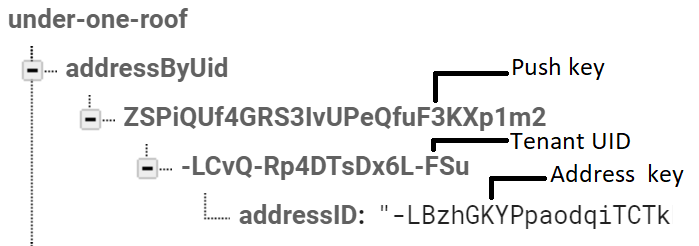 under-one-roof
addressByUid
Push key
ZSPiQUf4GRS3IvUPeQfuF3KXp1m2
Tenant UID
-LCvQ-Rp4DTsDx6L-FSu
Address key
addressID: "-LBzhGKYPpaodqiTCTk